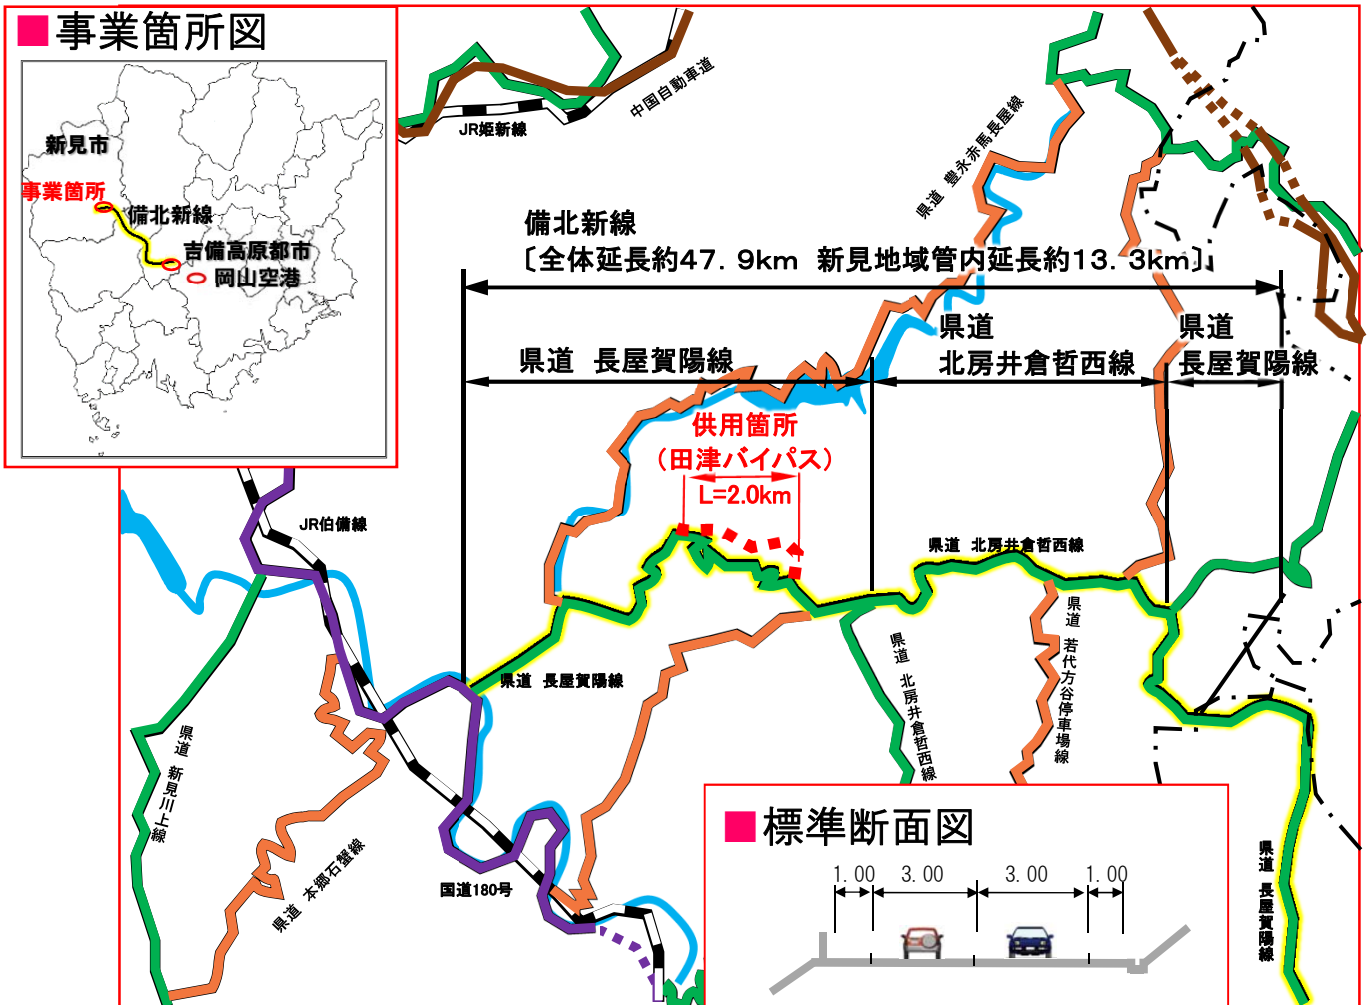 ■事業箇所図
新見市
事業箇所
備北新線
吉備高原都市
岡山空港
JR姫新線
中国自動車道
県道 豊永赤馬長屋線
備北新線
〔全体延長約47.9km 新見地域管内延長約13.3km〕
県道 長屋賀陽線
県道
北房井倉哲西線
県道
長屋賀陽線
供用箇所
(田津バイパス)
L=2.0km
JR伯備線
県道 北房井倉哲西線
県道 長屋賀陽線
県道 北房井倉哲西線
県道 若代方谷停車場線
県道 新見川上線
県道 本郷石蟹線
国道180号
県道 長屋賀陽線
■標準断面図
1.00 3.00 3.00 1.00